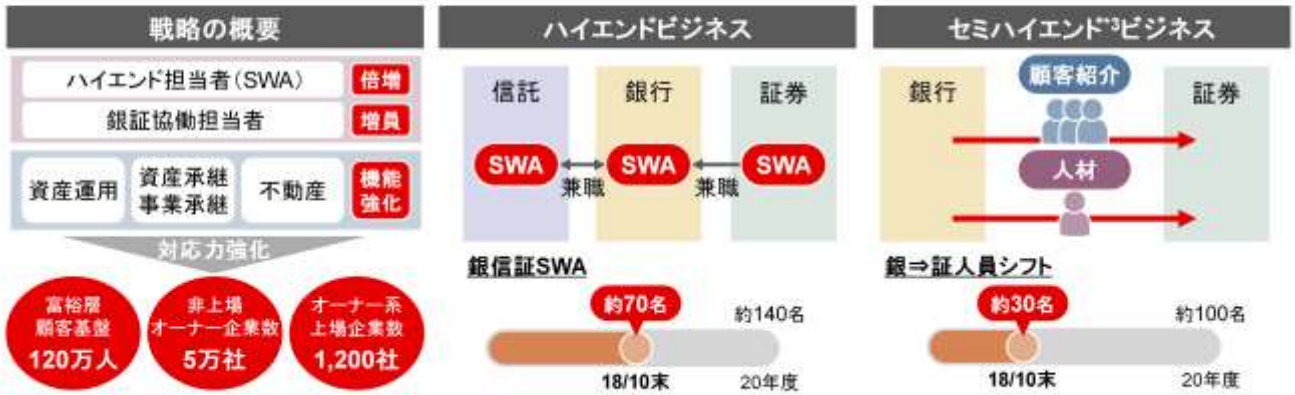 戦略の概要
ハイエンド担当者(SWA)
倍増
銀証協働担当者
増員
資産運用
資産承継
事業承継
不動産
機能
強化
対応力強化
富裕層
顧客基盤
120万人
非上場
オーナー企業数
5万社
オーナー系
上場企業数
1,200社
ハイエンドビジネス
信託
銀行
証券
SWA
SWA
SWA
兼職
兼職
銀信証SWA
約70名
約140名
18/10末
20年度
セミハイエンド**3ビジネス
銀行
顧客紹介
証券
人材
銀⇒証人員シフト
約30名
約100名
18/10末
20年度